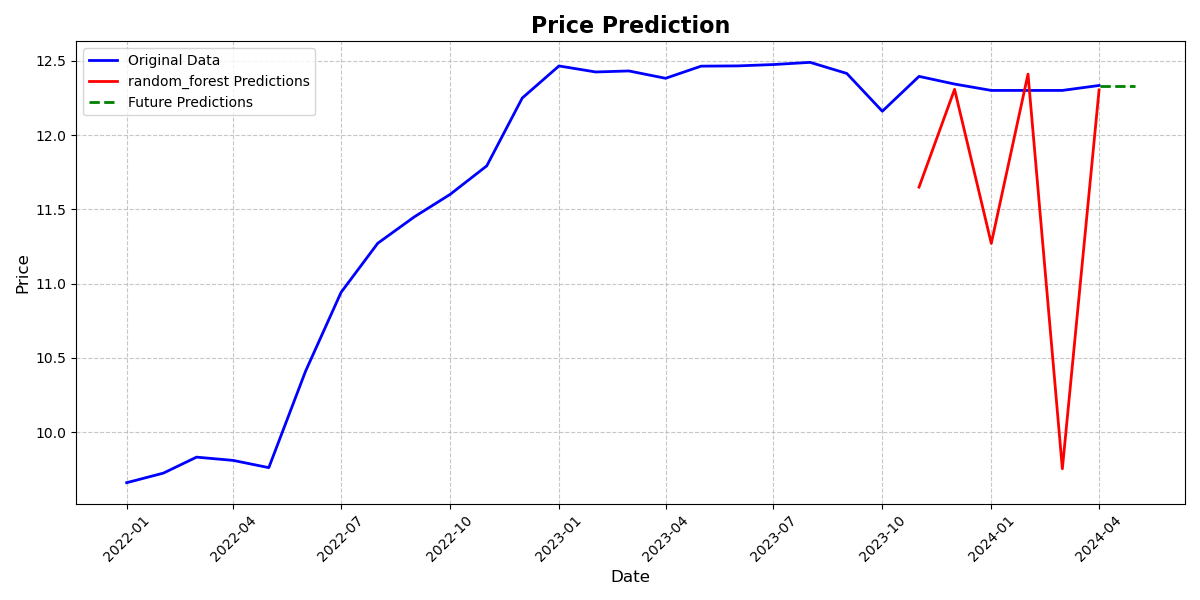 Price Prediction
Original Data
random_forest Predictions
Future Predictions
Price
12.5
12.0
11.5
11.0
10.5
10.0
2022-01
2022-04
2022-07
2022-10
2023-01
2023-04
2023-07
2023-10
2024-01
2024-04
Date